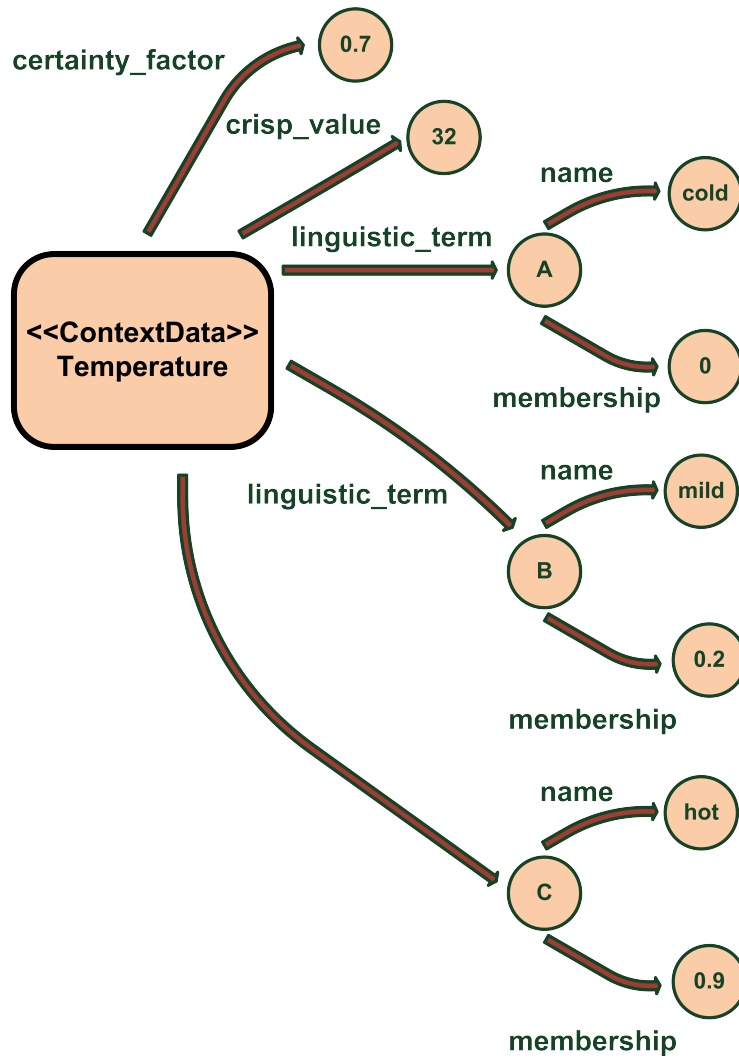 certainty_factor
0.7
crisp_value
32
name
cold
linguistic_term
A
<<ContextData>>
Temperature
0
membership
name
mild
linguistic_term
B
0.2
membership
name
hot
C
0.9
membership